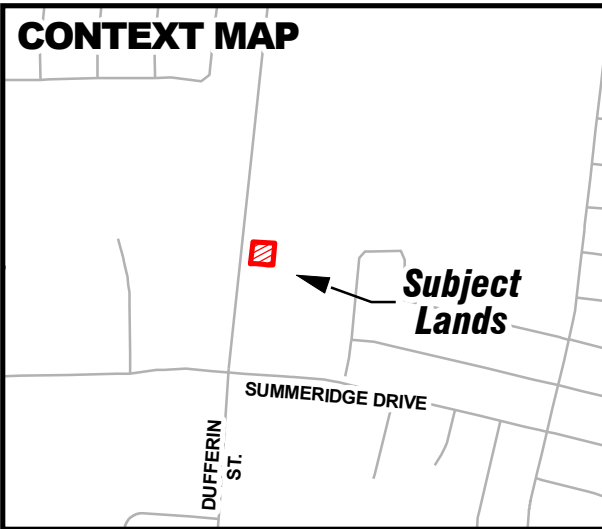 CONTEXT MAP
Subject
Lands
SUMMERIDGE DRIVE
DUFFERIN
ST.